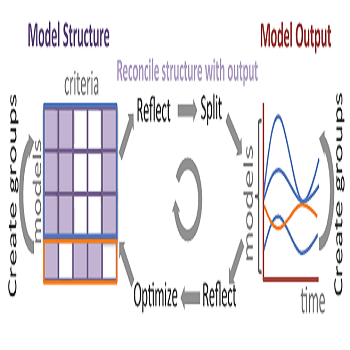 Model Structure
Model Output
Reconcile structure with output
criteria
Reflect
Split
Create groups
models
models
Create groups
Optimize
Reflect
time